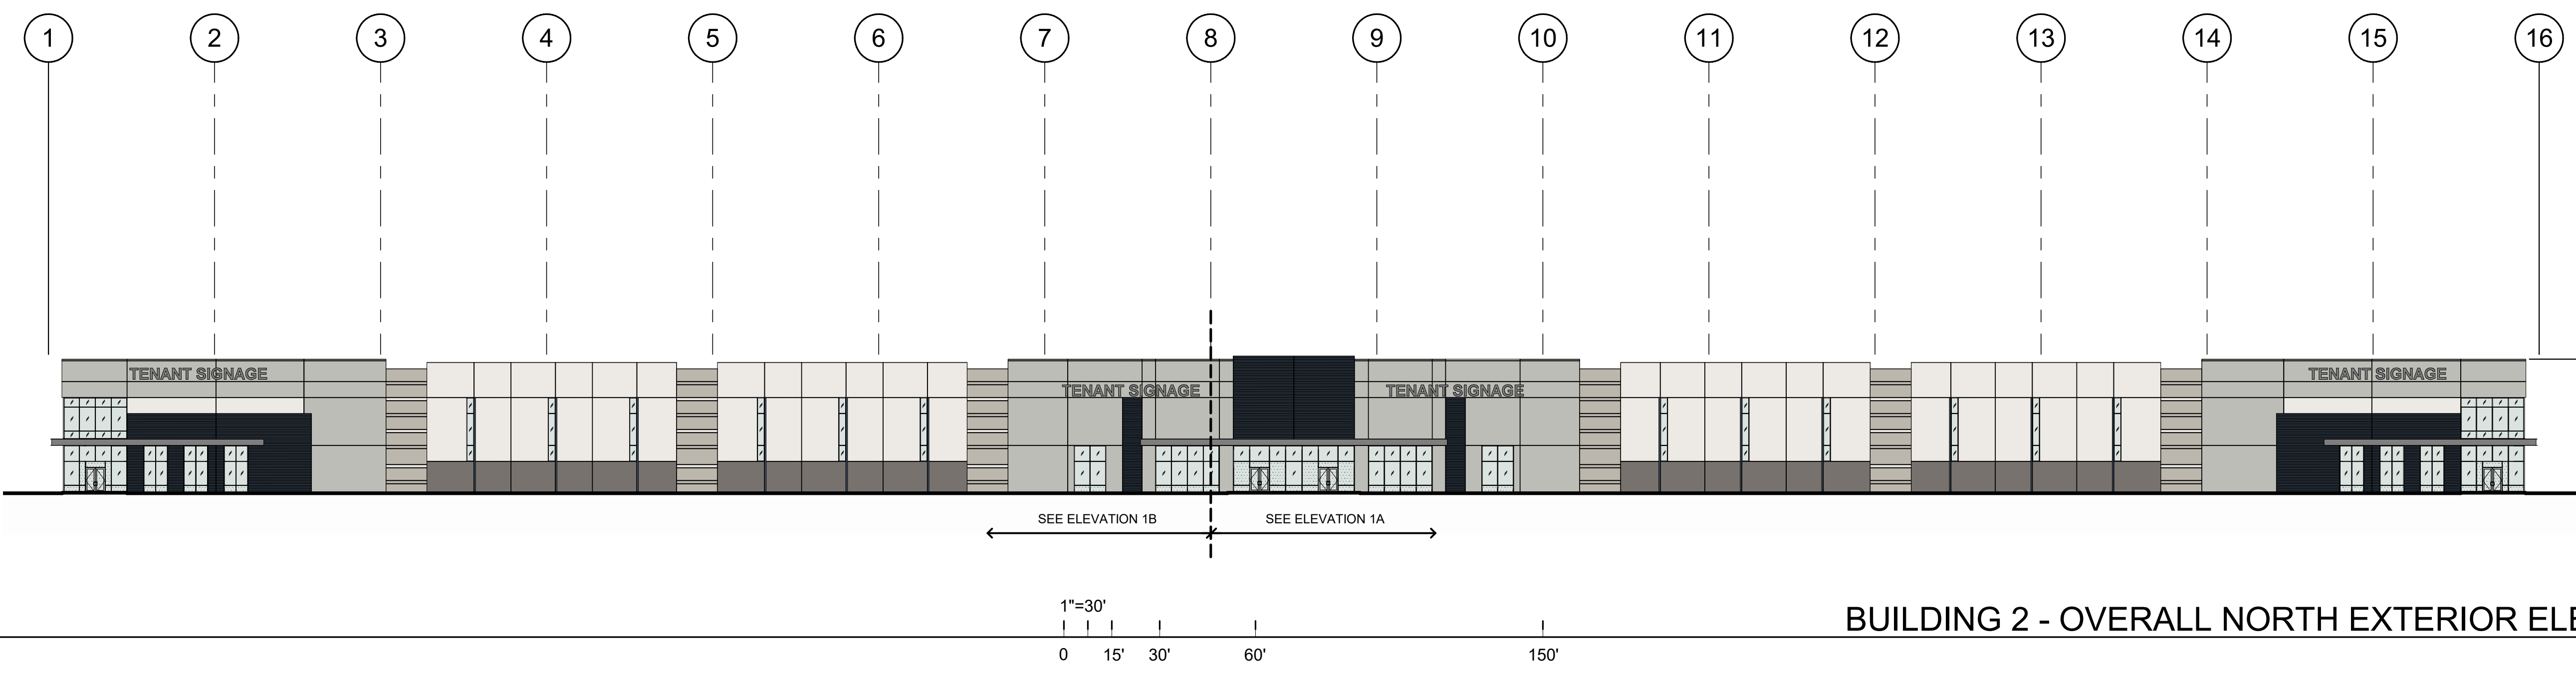 1 2 3 4 5 6 7 8 9 10 11 12 13 14 15 16
TENANT SIGNAGE TENANT SIGNAGE TENANT SIGNAGE TENANT SIGNAGE
SEE ELEVATION 1B SEE ELEVATION 1A
1"=30'
BUILDING 2 - OVERALL NORTH EXTERIOR ELE
0 15' 30' 60' 150'